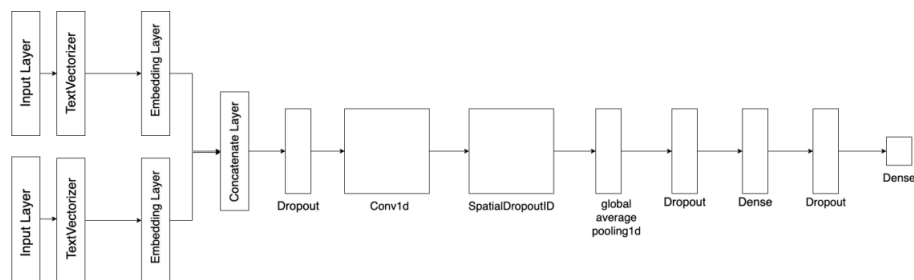 Input Layer
TextVectorizer
Embedding Layer
Input Layer
TextVectorizer
Embedding Layer
Concatenate Layer
Dropout
Conv1d
SpatialDropoutID
global
average
pooling1d
Dropout
Dense
Dropout
Dense